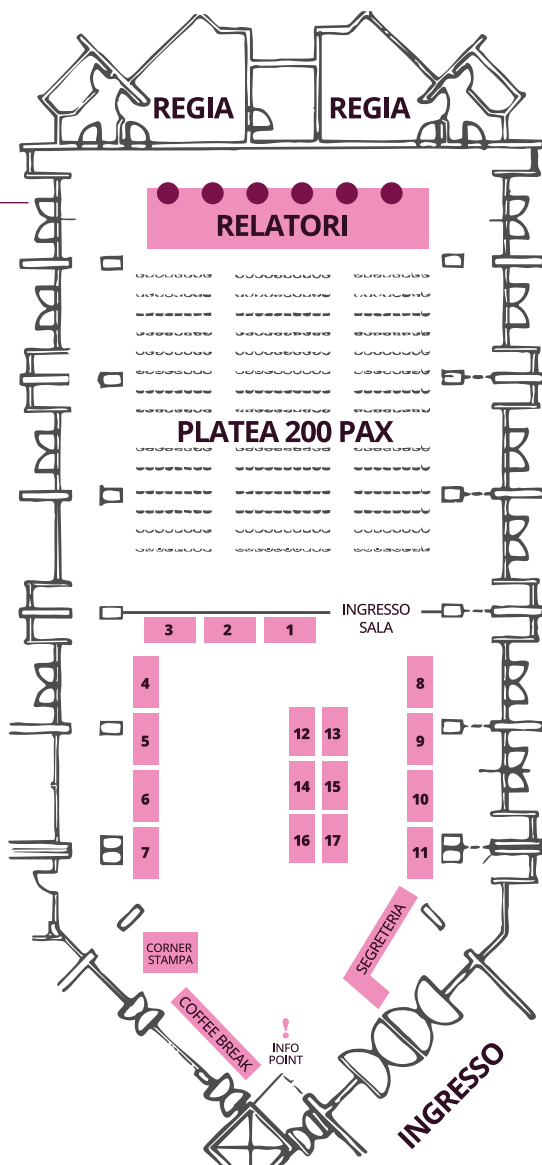 REGIA
REGIA
RELATORI
PLATEA 200 PAX
INGRESSO
SALA
3
2
1
4
8
5
12
13
9
6
14
15
10
7
16
17
11
CORNER
STAMPA
SEGRETERIA
COFFEE BREAK
!
INFO
POINT
INGRESSO